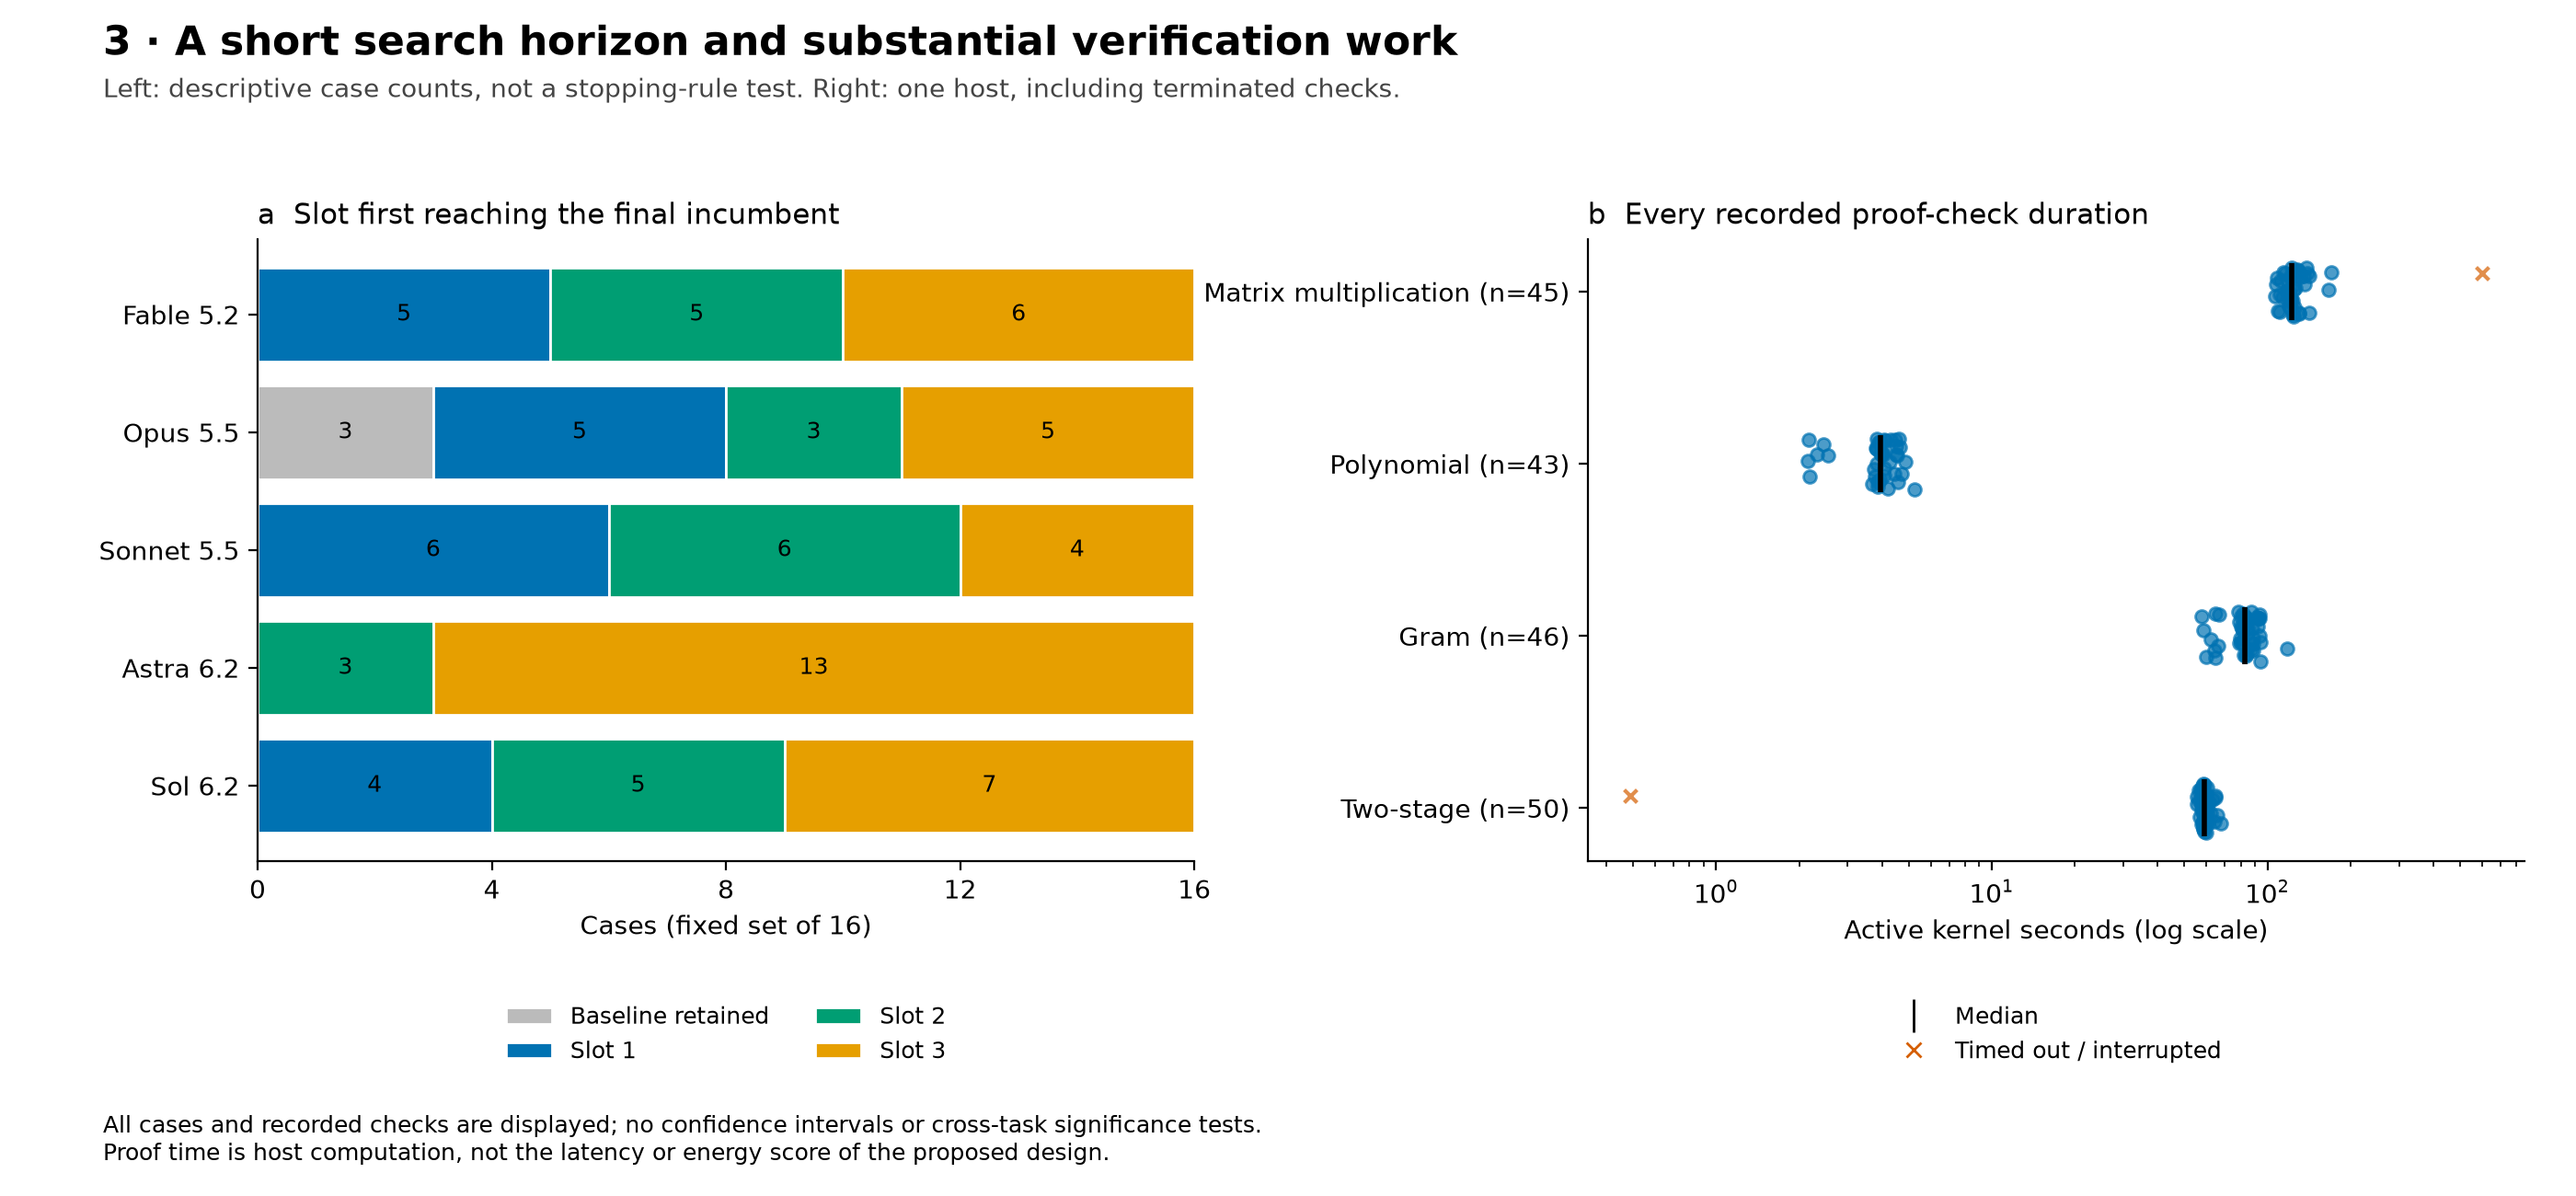 3 · A short search horizon and substantial verification work
Left: descriptive case counts, not a stopping-rule test. Right: one host, including terminated checks.
a Slot first reaching the final incumbent
Fable 5.2
5
5
6
Opus 5.5
3
5
3
5
Sonnet 5.5
6
6
4
Astra 6.2
3
13
Sol 6.2
4
5
7
0
4
8
12
16
Cases (fixed set of 16)
Baseline retained
Slot 1
Slot 2
Slot 3
b Every recorded proof-check duration
Matrix multiplication (n=45)
Polynomial (n=43)
Gram (n=46)
Two-stage (n=50)
10⁰
10¹
10²
Active kernel seconds (log scale)
Median
Timed out / interrupted
All cases and recorded checks are displayed; no confidence intervals or cross-task significance tests.
Proof time is host computation, not the latency or energy score of the proposed design.